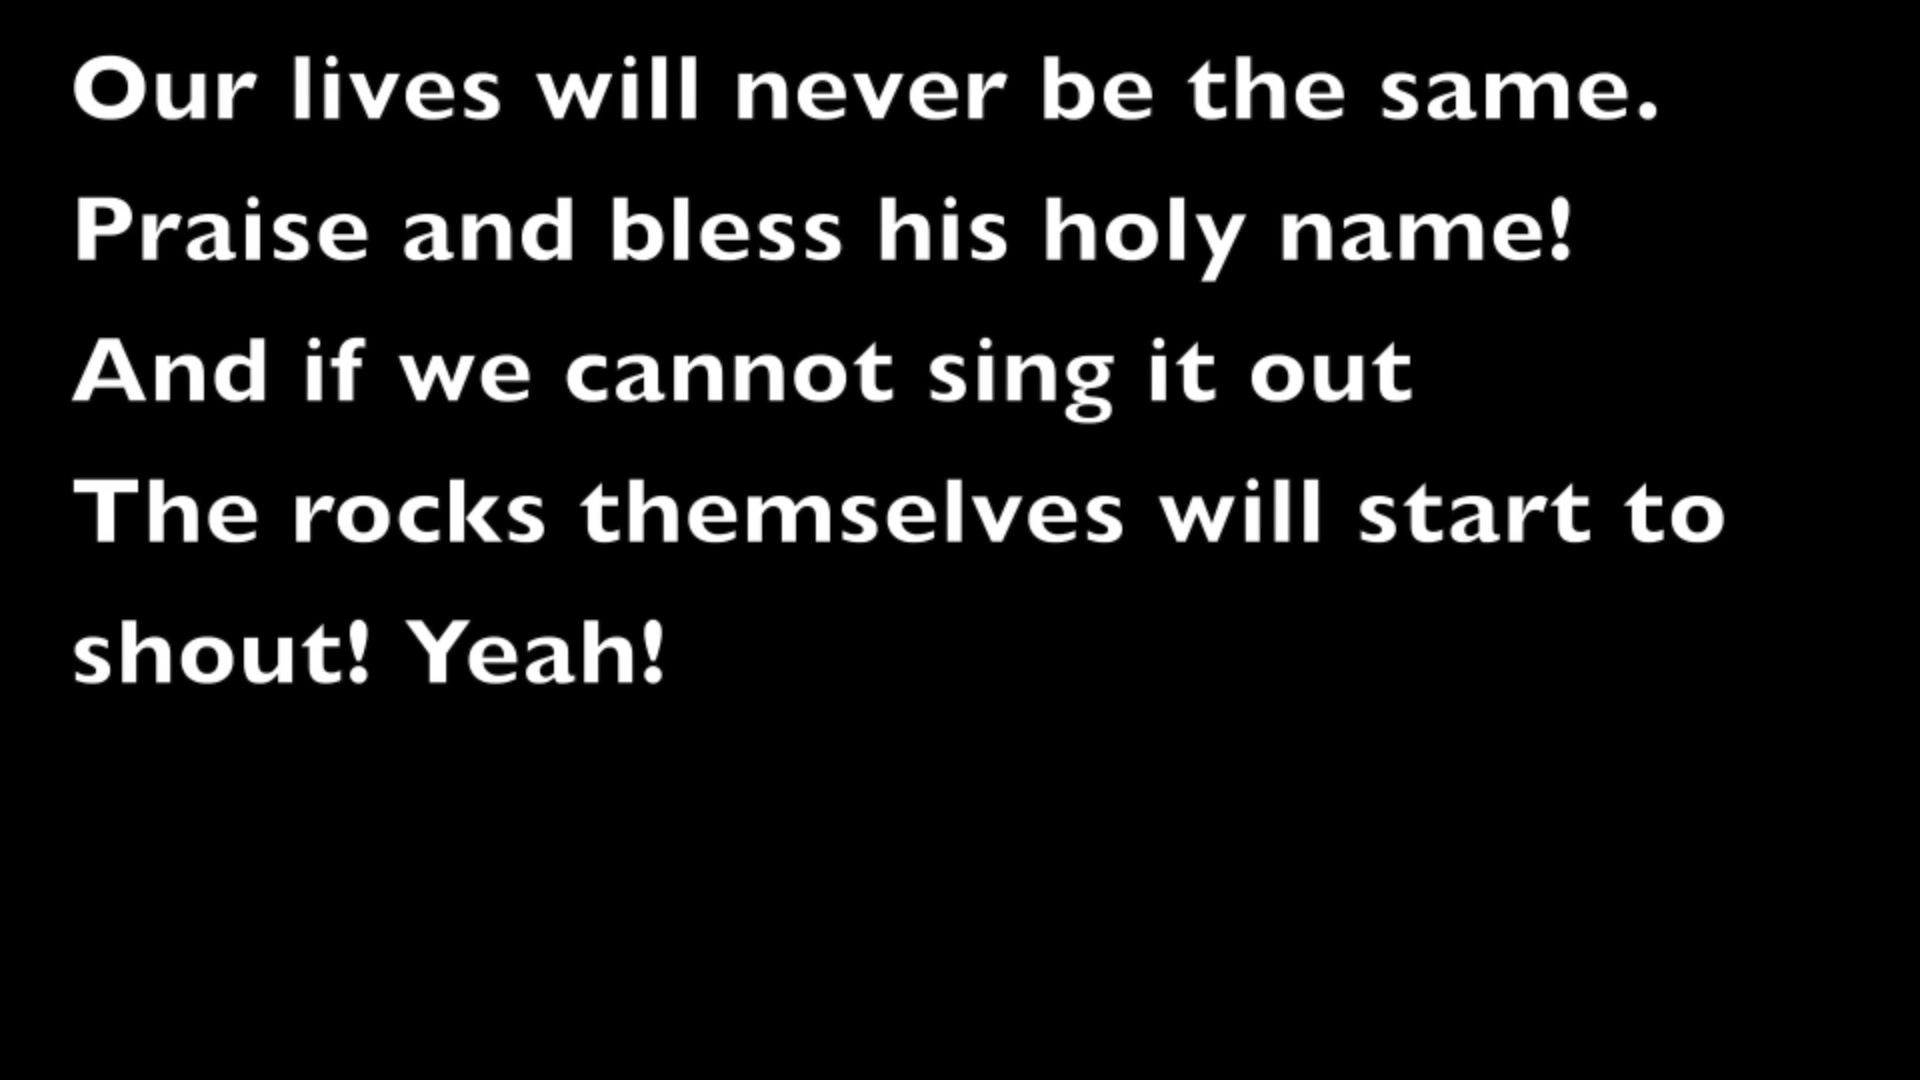 Our lives will never be the same.
Praise and bless his holy name!
And if we cannot sing it out
The rocks themselves will start to
shout! Yeah!